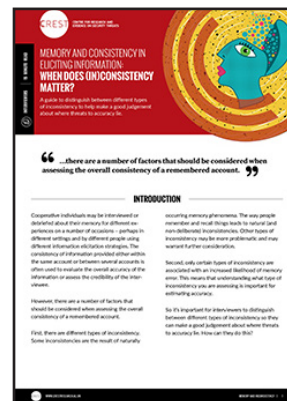 CREST
CENTRE FOR RESEARCH AND
EVIDENCE ON SECURITY THREATS
MEMORY AND CONSISTENCY IN
ELICITING INFORMATION:
WHEN DOES (IN)CONSISTENCY
MATTER?
A guide to distinguish between different types
of inconsistency to help make a good judgement
about where threats to accuracy lie.
“ ...there are a number of factors that should be considered when
assessing the overall consistency of a remembered account. ”
INTRODUCTION
Cooperative individuals may be interviewed or
debriefed about their memory for different
experiences on a number of occasions – perhaps in
different settings and by different people using
different information elicitation strategies. The
consistency of information provided either within
the same account or between several accounts is
often used to evaluate the overall accuracy of the
information or assess the credibility of the inter-
viewee.
However, there are a number of factors that
should be considered when assessing the overall
consistency of a remembered account.
First, there are different types of inconsistency.
Some inconsistencies are the result of naturally
occurring memory phenomena. The way people
remember and recall things leads to natural (and
non-deliberate) inconsistencies. Other types of
inconsistency may be more problematic and may
warrant further consideration.
Second, only certain types of inconsistency are
associated with an increased likelihood of memory
error. This means that understanding what type of
inconsistency you are assessing is important for
estimating accuracy.
So it's important for interviewers to distinguish
between different types of inconsistency so they
can make a good judgement about where threats
to accuracy lie. How can they do this?